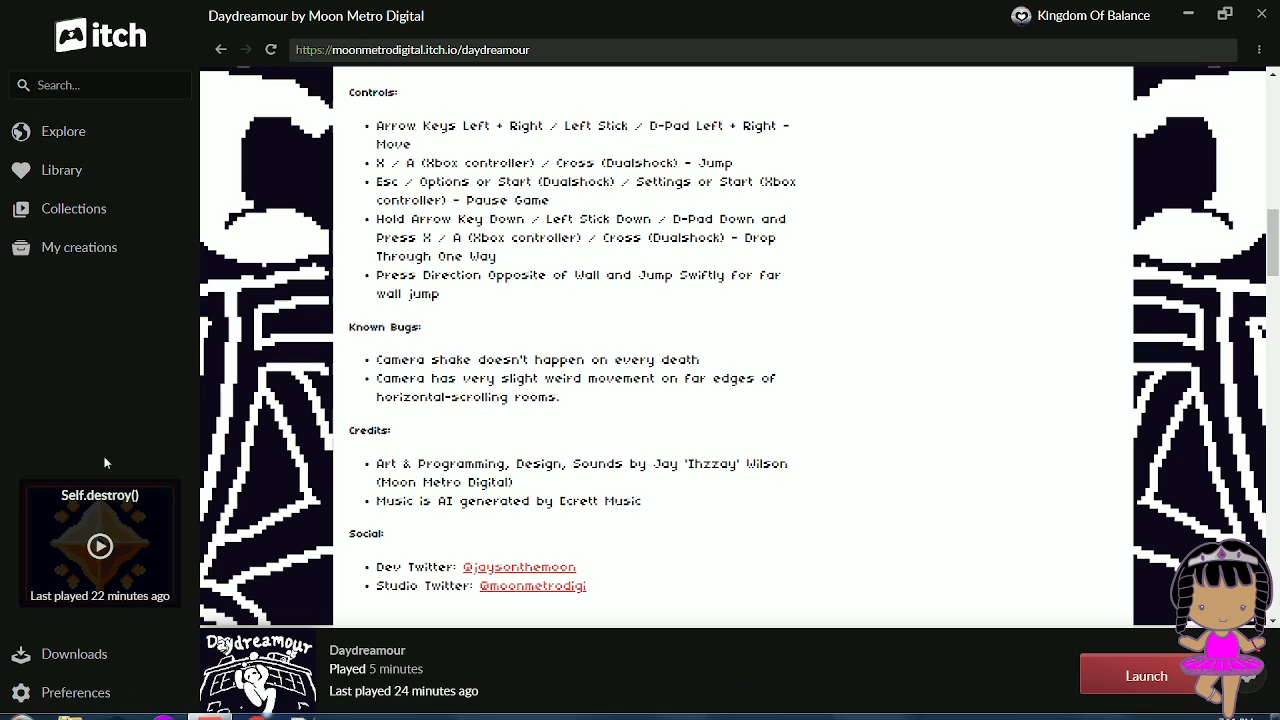 itch
Daydreamour by Moon Metro Digital
Kingdom Of Balance
https://moonmetrodigital.itch.io/daydreamour
Search...
Explore
Library
Collections
My creations
Self.destroy()
Last played 22 minutes ago
Downloads
Preferences
Controls:
• Arrow Keys Left + Right / Left Stick / D-Pad Left + Right -
Move
• X / A (Xbox controller) / Cross (Dualshock) - Jump
• Esc / Options or Start (Dualshock) / Settings or Start (Xbox
controller) - Pause Game
• Hold Arrow Key Down / Left Stick Down / D-Pad Down and
Press X / A (Xbox controller) / Cross (Dualshock) - Drop
Through One Way
• Press Direction Opposite of Wall and Jump Swiftly for far
wall jump
Known Bugs:
• Camera shake doesn't happen on every death
• Camera has very slight weird movement on far edges of
horizontal-scrolling rooms.
Credits:
• Art & Programming, Design, Sounds by Jay 'Ihzzay' Wilson
(Moon Metro Digital)
• Music is AI generated by Ecrett Music
Social:
• Dev Twitter: @jaysonthemoon
• Studio Twitter: @moonmetrodigi
Daydreamour
Daydreamour
Played 5 minutes
Last played 24 minutes ago
Launch